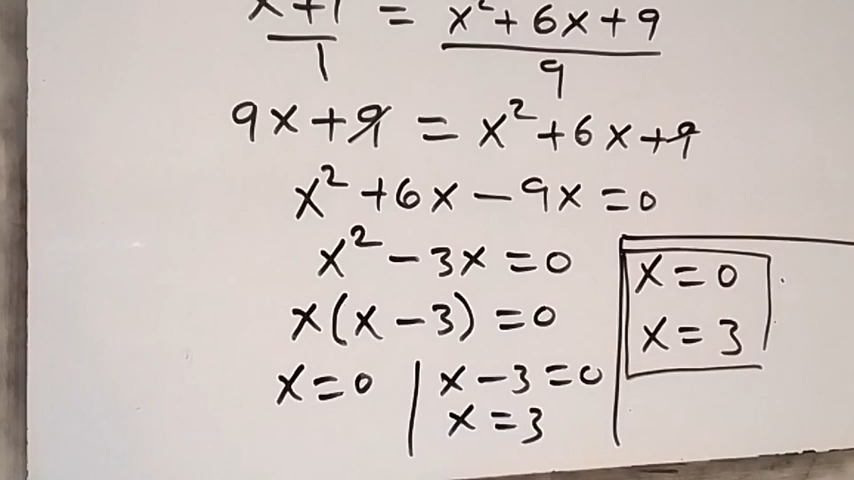 x+1/1 = x²+6x+9/9
9x+9 = x²+6x+9
x²+6x-9x=0
x²-3x=0
x(x-3)=0
x=0 | x-3=0
x=3
x=0
x=3